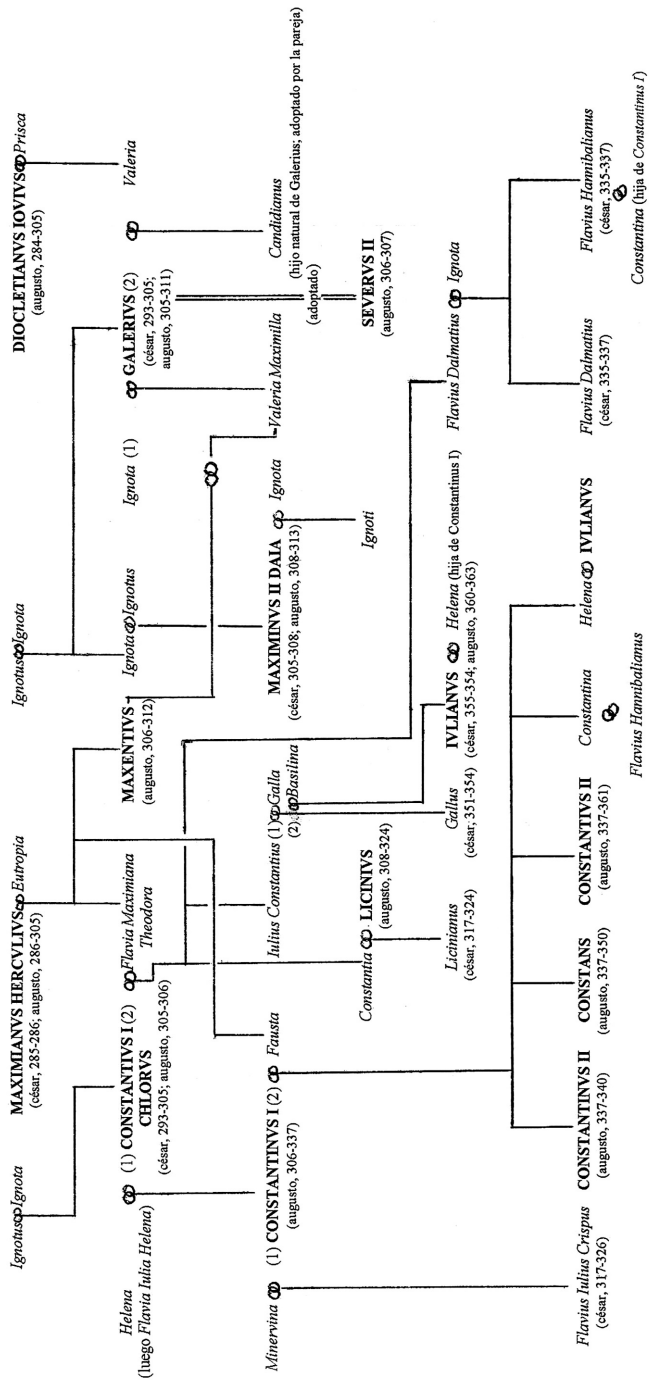 Ignotus Ignota
MAXIMIANVS HERCVLIVS Eutropia
(césar, 285-286; augusto, 286-305)
Ignotus Ignota
DIOCLETIANVS IOVIVS Prisca
(augusto, 284-305)
Helena
(luego Flavia Iulia Helena)
(1) CONSTANTIVS I (2)
CHLORVS
(césar, 293-305; augusto, 305-306)
Flavia Maximiana
Theodora
MAXENTIVS
(augusto, 306-312)
Ignota Ignotus
Ignota (1)
GALERIVS (2)
(césar, 293-305;
augusto, 305-311)
Valeria
Minervina
(1) CONSTANTINVS I (2)
(augusto, 306-337)
Fausta
Iulius Constantius (1) Galla
(2) Basilina
MAXIMINVS II DAIA
(césar, 305-308; augusto, 308-313)
Ignota
Valeria Maximilla
Candidianus
(hijo natural de Galerius; adoptado por la pareja)
(adoptado)
Constantia LICINIVS
(augusto, 308-324)
Ignoti
SEVERVS II
(augusto, 306-307)
Licinianus
(césar, 317-324)
Gallus
(césar, 351-354)
IVLIANVS Helena (hija de Constantinus I)
(césar, 355-354; augusto, 360-363)
Flavius Dalmatius Ignota
Flavius Iulius Crispus
(césar, 317-326)
CONSTANTINVS II
(augusto, 337-340)
CONSTANS
(augusto, 337-350)
CONSTANTIVS II
(augusto, 337-361)
Constantina
Flavius Hannibalianus
Helena IVLIANVS
Flavius Dalmatius
(césar, 335-337)
Flavius Hannibalianus
(césar, 335-337)
Constantina (hija de Constantinus I)